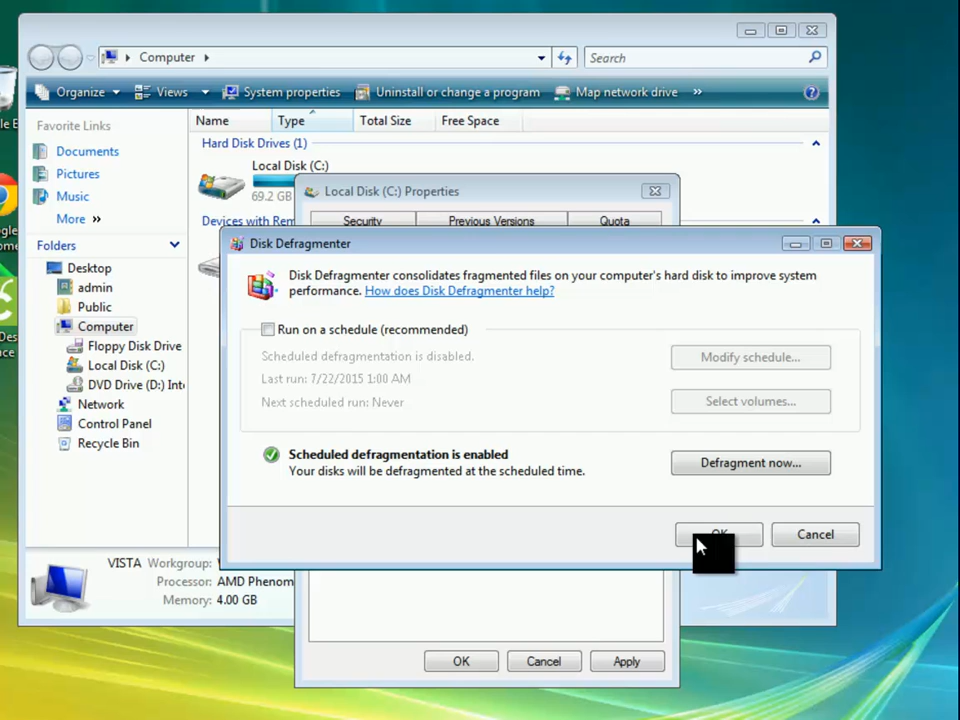 Computer
Search
Organize
Views
System properties
Uninstall or change a program
Map network drive
»
?
Favorite Links
Documents
Pictures
Music
More »
Folders
Desktop
admin
Public
Computer
Floppy Disk Drive
Local Disk (C:)
DVD Drive (D:) Int
Network
Control Panel
Recycle Bin
Name
Type
Total Size
Free Space
Hard Disk Drives (1)
Local Disk (C:)
69.2 GB
Devices with Rem
Local Disk (C:) Properties
Security
Previous Versions
Quota
Disk Defragmenter
Disk Defragmenter consolidates fragmented files on your computer's hard disk to improve system
performance. How does Disk Defragmenter help?
Run on a schedule (recommended)
Scheduled defragmentation is disabled.
Modify schedule...
Last run: 7/22/2015 1:00 AM
Next scheduled run: Never
Select volumes...
Scheduled defragmentation is enabled
Your disks will be defragmented at the scheduled time.
Defragment now...
OK
Cancel
VISTA Workgroup:
Processor: AMD Phenom
Memory: 4.00 GB
OK
Cancel
Apply